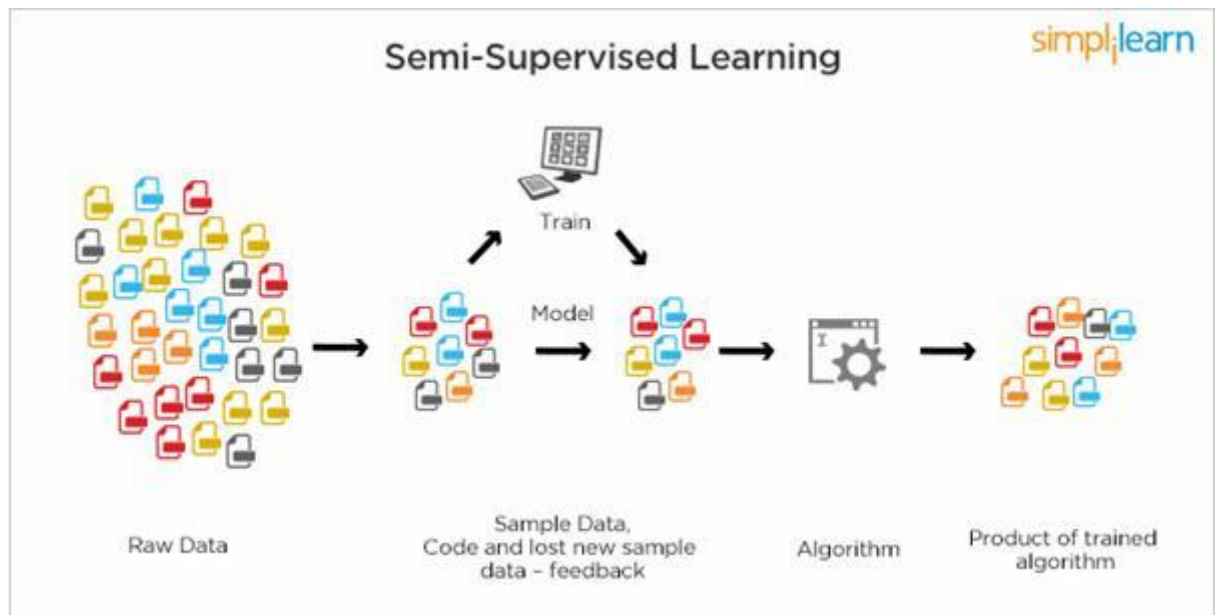 Semi-Supervised Learning
simplilearn
Train
Model
Raw Data
Sample Data,
Code and lost new sample
data – feedback
Algorithm
Product of trained
algorithm